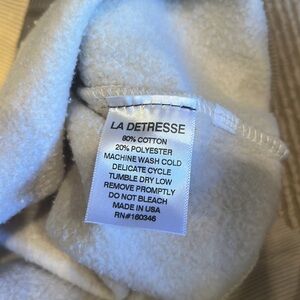 LA DETRESSE
80% COTTON
20% POLYESTER
MACHINE WASH COLD
DELICATE CYCLE
TUMBLE DRY LOW
REMOVE PROMPTLY
DO NOT BLEACH
MADE IN USA
RN#160346